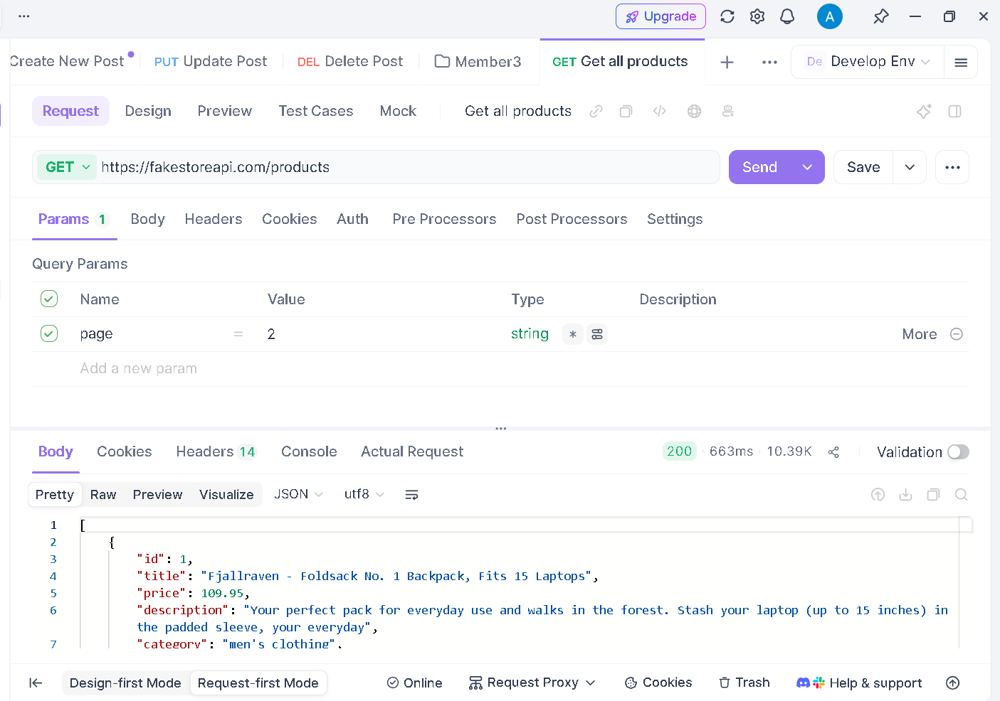 Upgrade
A
Create New Post
PUT Update Post
DEL Delete Post
Member3
GET Get all products
De Develop Env
Request
Design
Preview
Test Cases
Mock
Get all products
GET
https://fakestoreapi.com/products
Send
Save
Params 1
Body
Headers
Cookies
Auth
Pre Processors
Post Processors
Settings
Query Params
Name
Value
Type
Description
page
=
2
string
*
More
Add a new param
Body
Cookies
Headers 14
Console
Actual Request
200 · 663ms · 10.39K
Validation
Pretty
Raw
Preview
Visualize
JSON
utf8
1 [
2 {
3 "id": 1,
4 "title": "Fjallraven - Foldsack No. 1 Backpack, Fits 15 Laptops",
5 "price": 109.95,
6 "description": "Your perfect pack for everyday use and walks in the forest. Stash your laptop (up to 15 inches) in
the padded sleeve, your everyday",
7 "category": "men's clothing",
Design-first Mode
Request-first Mode
Online
Request Proxy
Cookies
Trash
Help & support